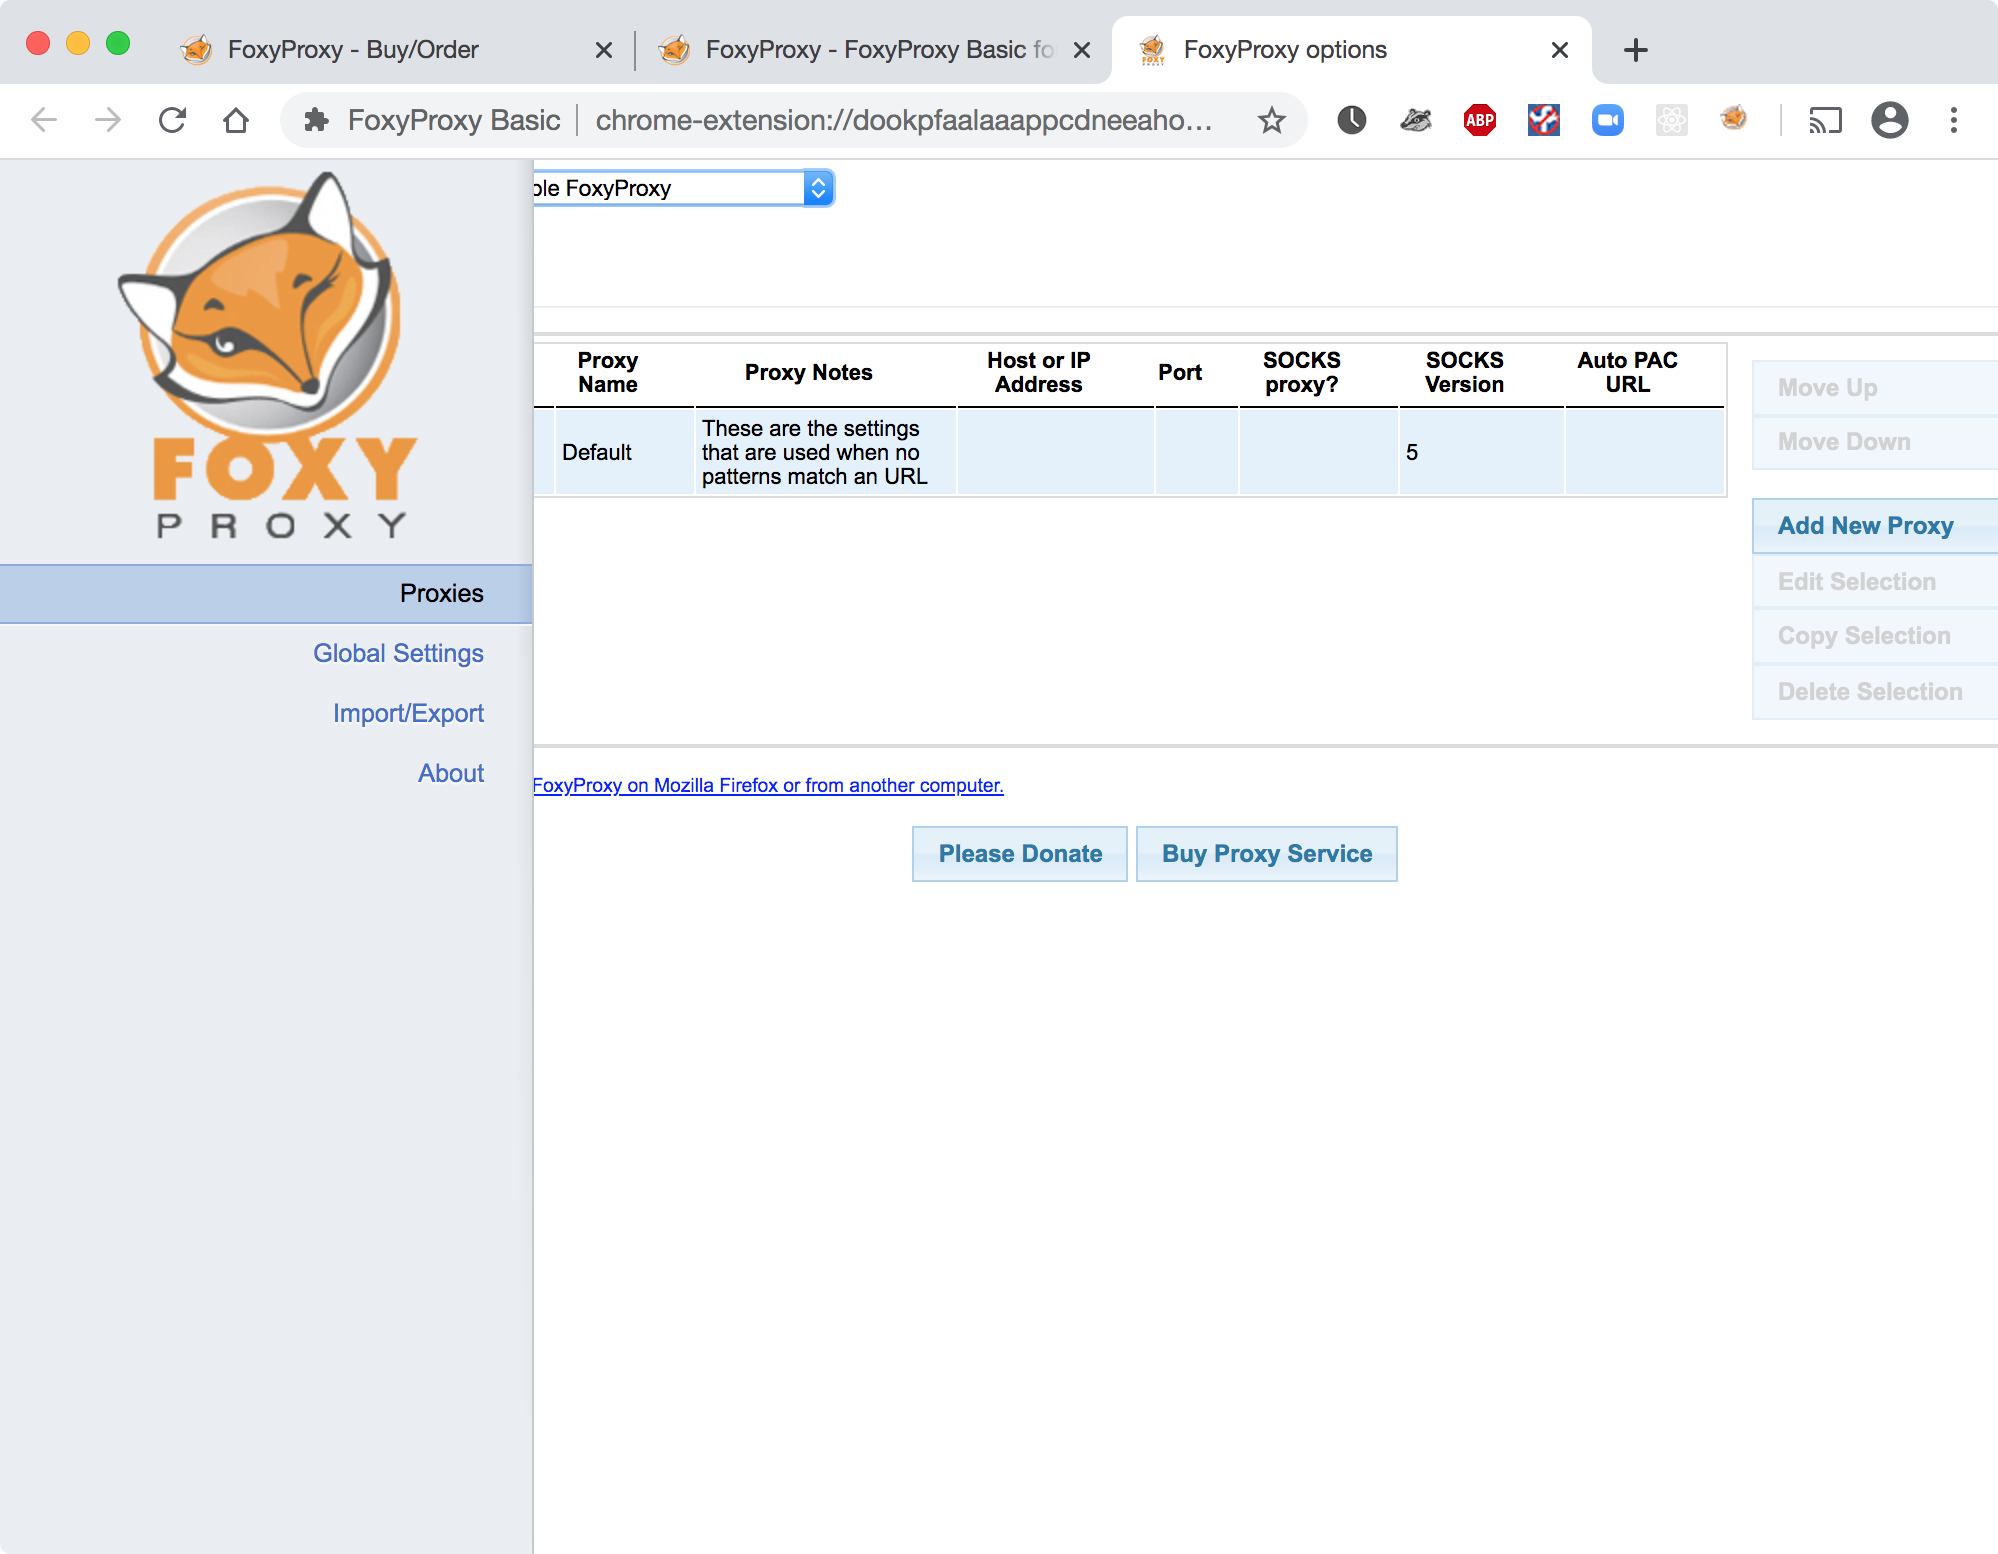 FoxyProxy - Buy/Order
FoxyProxy - FoxyProxy Basic fo
FoxyProxy options
FoxyProxy Basic
chrome-extension://dookpfaalaaappcdneeaho...
ABP
FOXY
PROXY
Proxies
Global Settings
Import/Export
About
ble FoxyProxy
Proxy Name
Proxy Notes
Host or IP Address
Port
SOCKS proxy?
SOCKS Version
Auto PAC URL
Default
These are the settings
that are used when no
patterns match an URL
5
Move Up
Move Down
Add New Proxy
Edit Selection
Copy Selection
Delete Selection
FoxyProxy on Mozilla Firefox or from another computer.
Please Donate
Buy Proxy Service